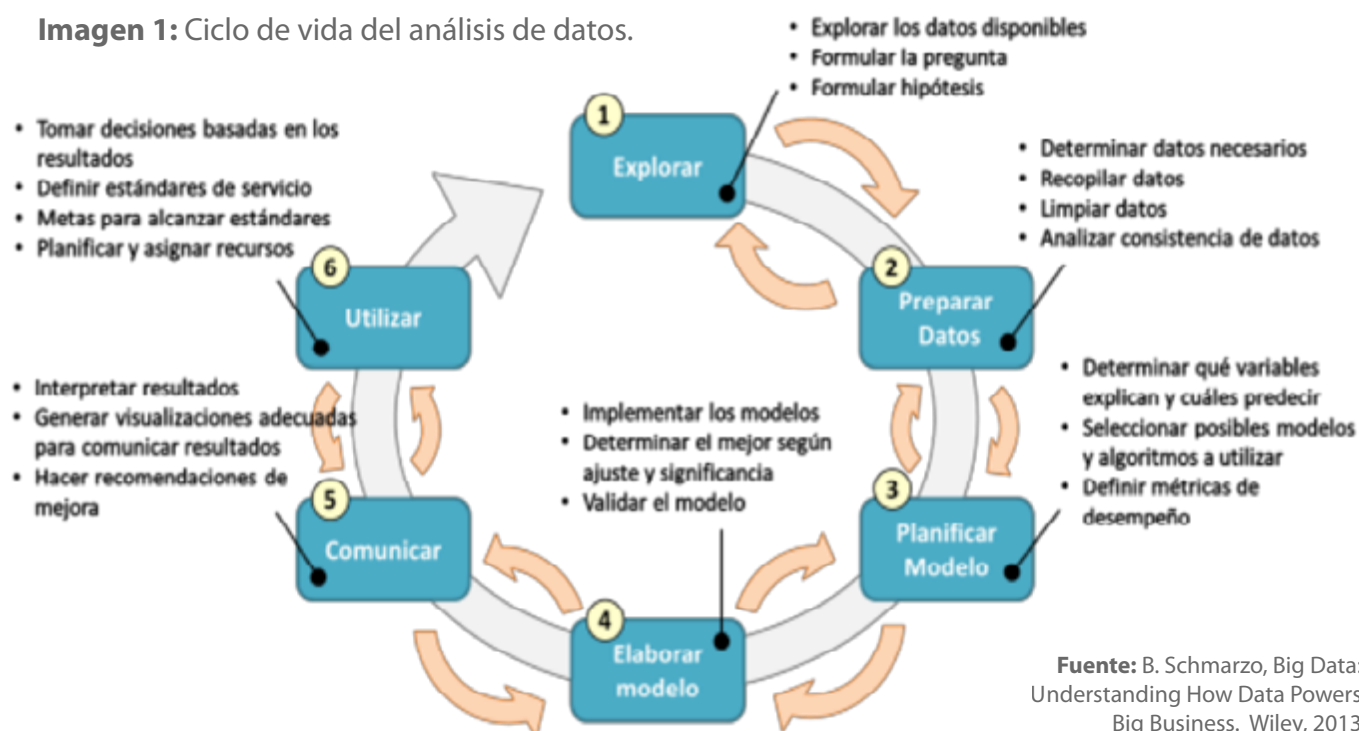 Imagen 1: Ciclo de vida del análisis de datos.
• Explorar los datos disponibles
• Formular la pregunta
• Formular hipótesis
1
Explorar
• Determinar datos necesarios
• Recopilar datos
• Limpiar datos
• Analizar consistencia de datos
2
Preparar
Datos
• Determinar qué variables
explican y cuáles predecir
• Seleccionar posibles modelos
y algoritmos a utilizar
• Definir métricas de
desempeño
3
Planificar
Modelo
• Implementar los modelos
• Determinar el mejor según
ajuste y significancia
• Validar el modelo
4
Elaborar
modelo
• Interpretar resultados
• Generar visualizaciones adecuadas
para comunicar resultados
• Hacer recomendaciones de
mejora
5
Comunicar
• Tomar decisiones basadas en los
resultados
• Definir estándares de servicio
• Metas para alcanzar estándares
• Planificar y asignar recursos
6
Utilizar
Fuente: B. Schmarzo, Big Data:
Understanding How Data Powers
Big Business. Wiley, 2013